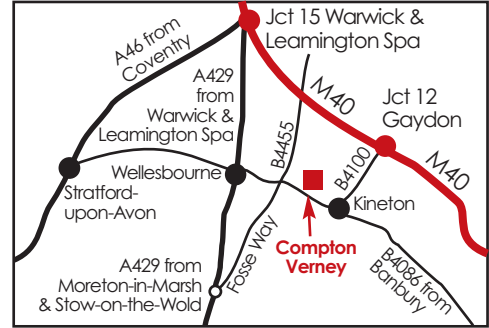 Jct 15 Warwick &
Leamington Spa
A46 from
Coventry
A429
from
Warwick &
Leamington Spa
M40
Jct 12
Gaydon
B4455
B4100
M40
Wellesbourne
Stratford-
upon-Avon
Kineton
Compton
Verney
Fosse Way
B4086 from
Banbury
A429 from
Moreton-in-Marsh
& Stow-on-the-Wold